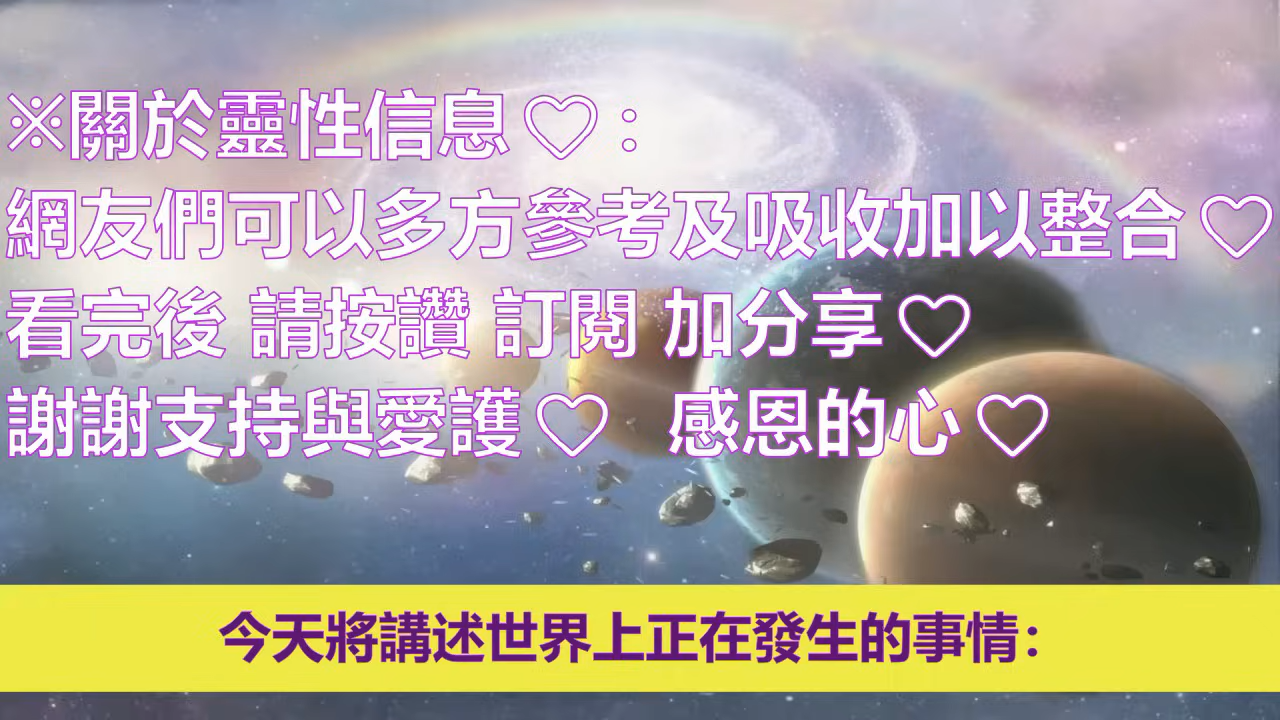 ※關於靈性信息♡:
網友們可以多方參考及吸收加以整合♡
看完後 請按讚 訂閱 加分享♡
謝謝支持與愛護♡ 感恩的心♡
今天將講述世界上正在發生的事情: